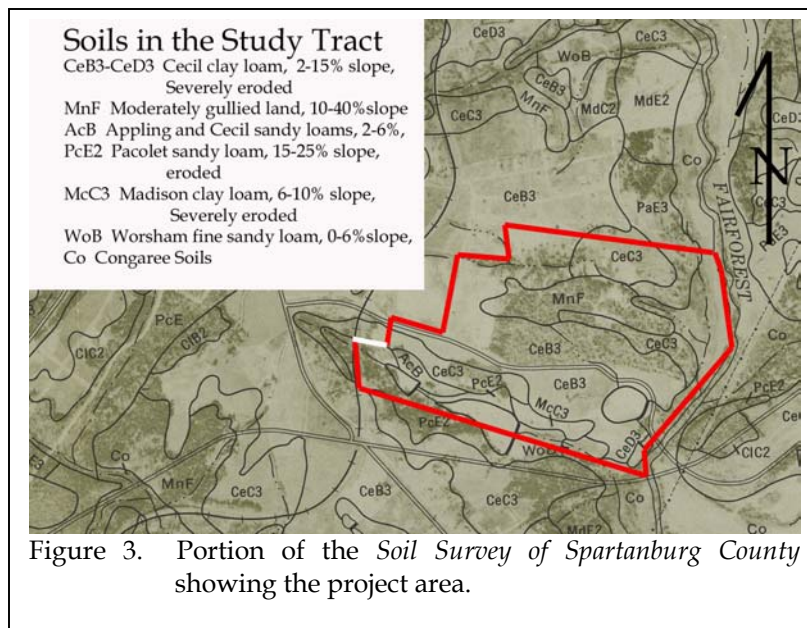 Soils in the Study Tract
CeB3-CeD3 Cecil clay loam, 2-15% slope,
Severely eroded
MnF Moderately gullied land, 10-40%slope
AcB Appling and Cecil sandy loams, 2-6%,
PcE2 Pacolet sandy loam, 15-25% slope,
eroded
McC3 Madison clay loam, 6-10% slope,
Severely eroded
WoB Worsham fine sandy loam, 0-6%slope,
Co Congaree Soils
CeD3
WoB
CeB3
CeC3
MnF
MdC2
MdE2
Co
CeD3
N
FAIRFOREST
CeC3
CeB3
PaE3
CeC3
MnF
PcE
ClB2
CeB3
CeC3
AcB
CeC3
PcE2
CeB3
McC3
PcE2
PcE2
WoB
CeD3
ClC2
Co
MnF
CeC3
CeB3
CeC3
Co
MdE2
Co
Figure 3. Portion of the Soil Survey of Spartanburg County
showing the project area.